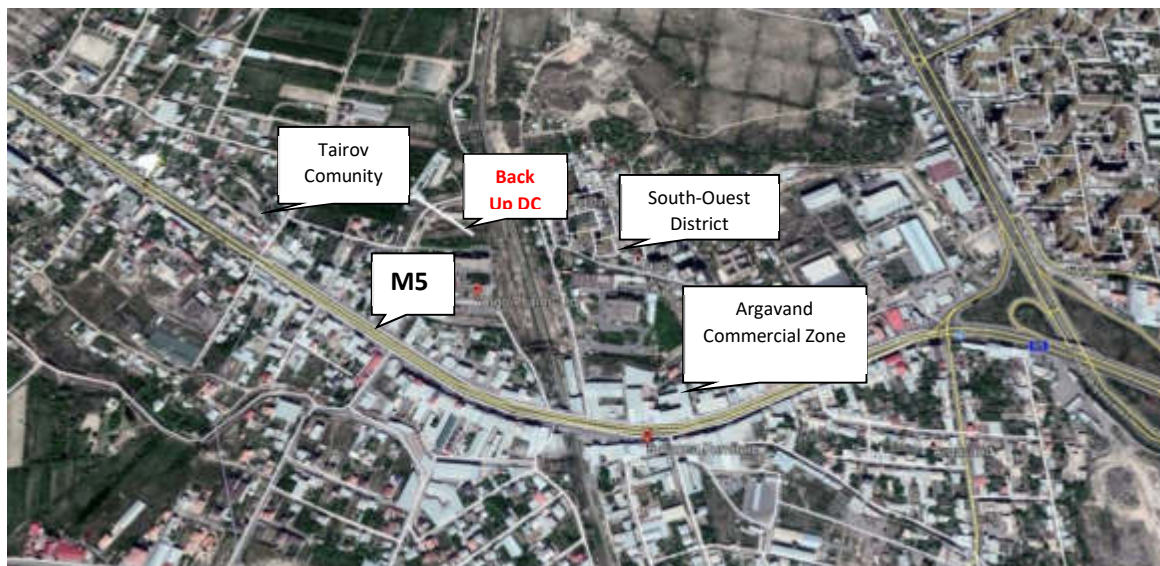 Tairov
Comunity
Back
Up DC
South-Ouest
District
M5
Argavand
Commercial Zone